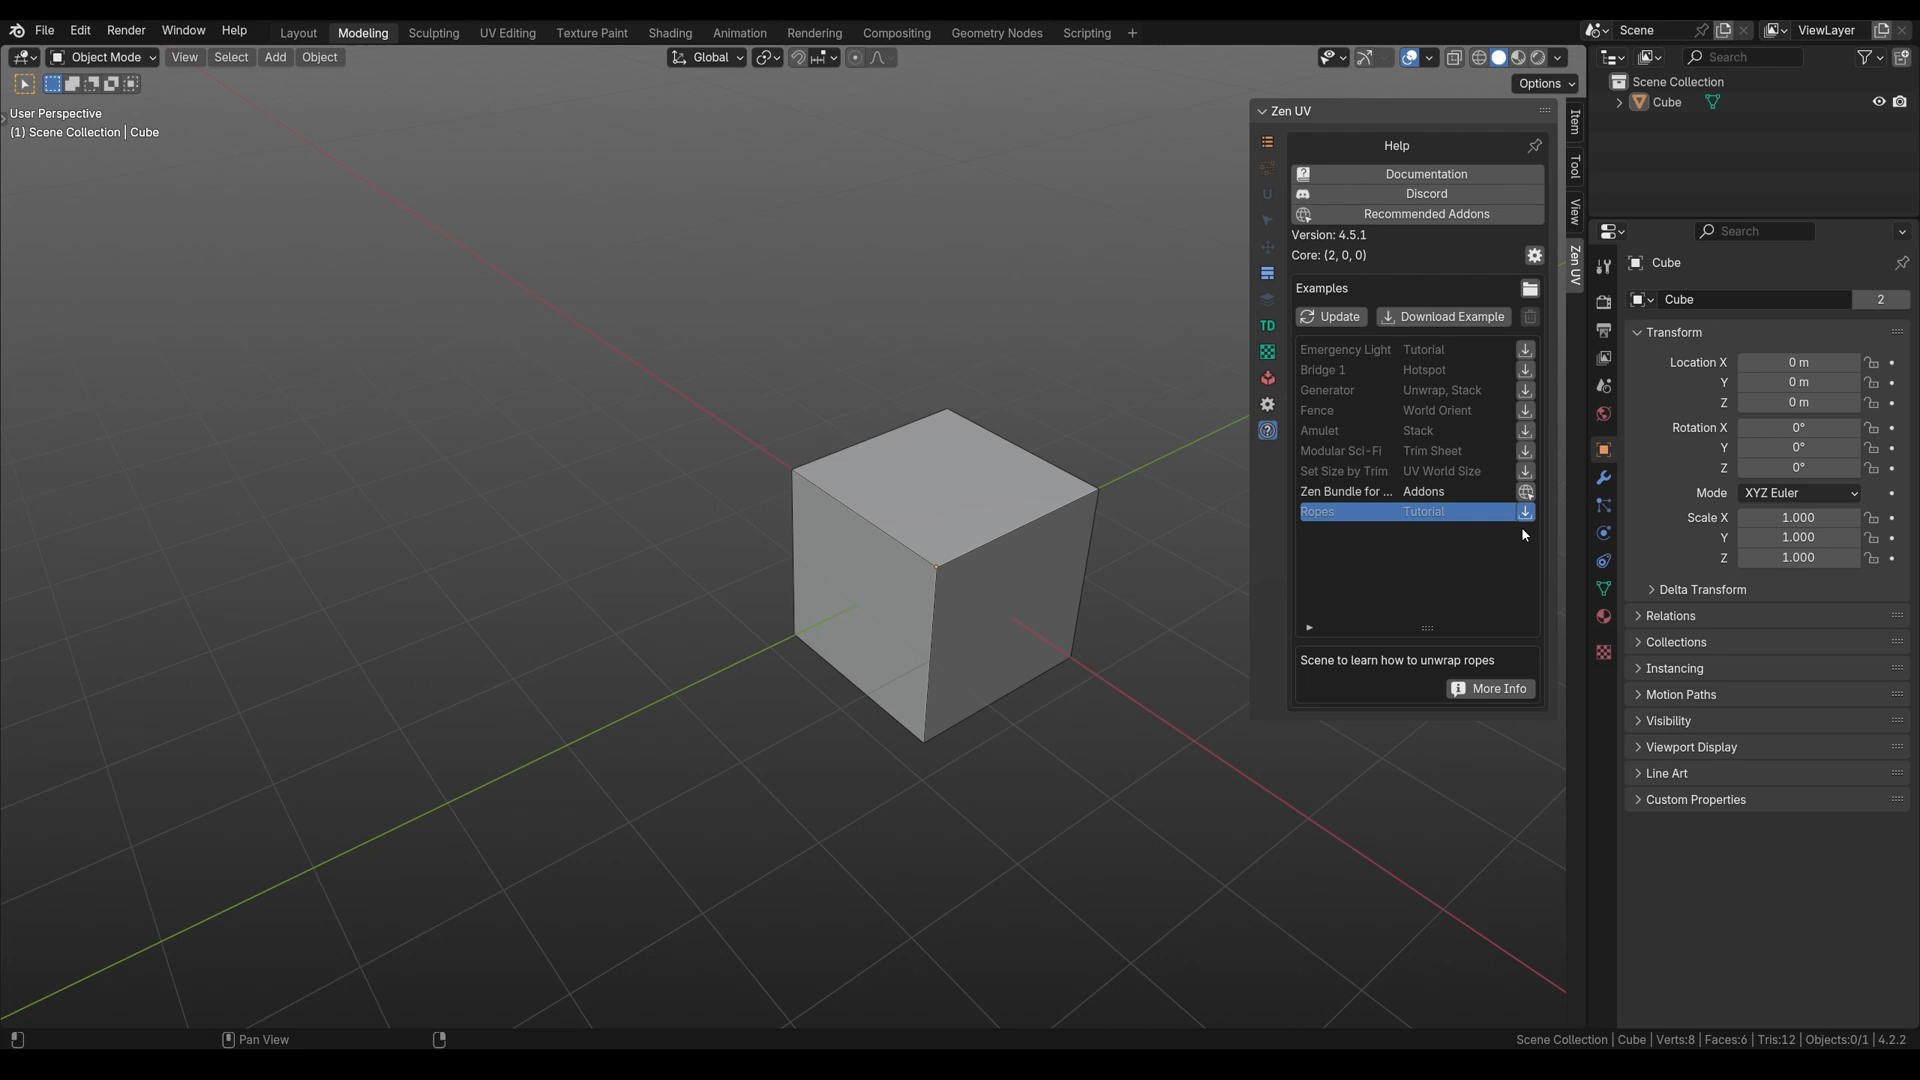 File Edit Render Window Help Layout Modeling Sculpting UV Editing Texture Paint Shading Animation Rendering Compositing Geometry Nodes Scripting + Scene ViewLayer
Object Mode View Select Add Object Global Search
Options
User Perspective
(1) Scene Collection | Cube
Zen UV
Help
Documentation
Discord
Recommended Addons
Version: 4.5.1
Core: (2, 0, 0)
Examples
Update Download Example
Emergency Light Tutorial
Bridge 1 Hotspot
Generator Unwrap, Stack
Fence World Orient
Amulet Stack
Modular Sci-Fi Trim Sheet
Set Size by Trim UV World Size
Zen Bundle for ... Addons
Ropes Tutorial
Scene to learn how to unwrap ropes
More Info
TD
Item
Tool
View
Zen UV
Scene Collection
Cube
Search
Cube
Cube 2
Transform
Location X 0 m
Y 0 m
Z 0 m
Rotation X 0°
Y 0°
Z 0°
Mode XYZ Euler
Scale X 1.000
Y 1.000
Z 1.000
Delta Transform
Relations
Collections
Instancing
Motion Paths
Visibility
Viewport Display
Line Art
Custom Properties
Pan View
Scene Collection | Cube | Verts:8 | Faces:6 | Tris:12 | Objects:0/1 | 4.2.2